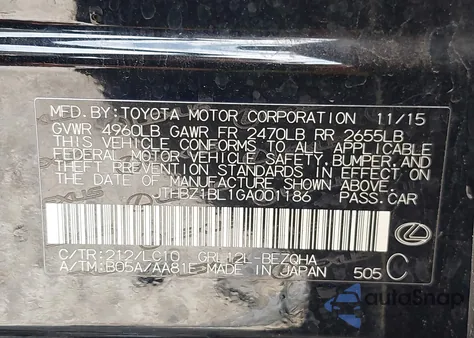 MFD. BY: TOYOTA MOTOR CORPORATION 11/15
GVWR 4960LB GAWR FR 2470LB RR 2655LB
THIS VEHICLE CONFORMS TO ALL APPLICABLE
FEDERAL MOTOR VEHICLE SAFETY, BUMPER, AND
THEFT PREVENTION STANDARDS IN EFFECT ON THE
DATE OF MANUFACTURE SHOWN ABOVE.
JTHBZ1BL1GA001186 PASS.CAR
C/TR: 212/LC10 GRL12L-BEZQHA
A/TM: B05A/AA81E MADE IN JAPAN 505 C
AutoSnap